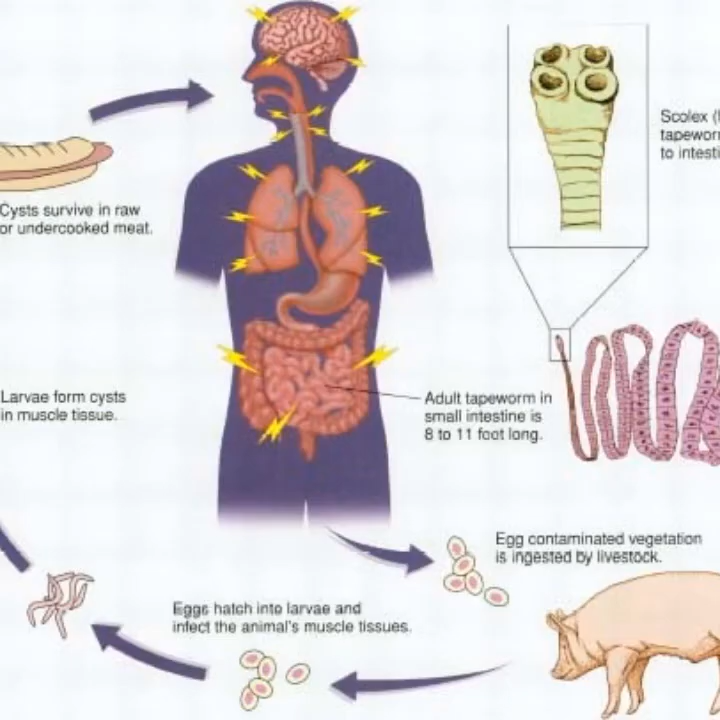 Scolex (
tapewor
to intesti
Cysts survive in raw
or undercooked meat.
Larvae form cysts
in muscle tissue.
Adult tapeworm in
small intestine is
8 to 11 foot long.
Egg contaminated vegetation
is ingested by livestock.
Eggs hatch into larvae and
infect the animal's muscle tissues.